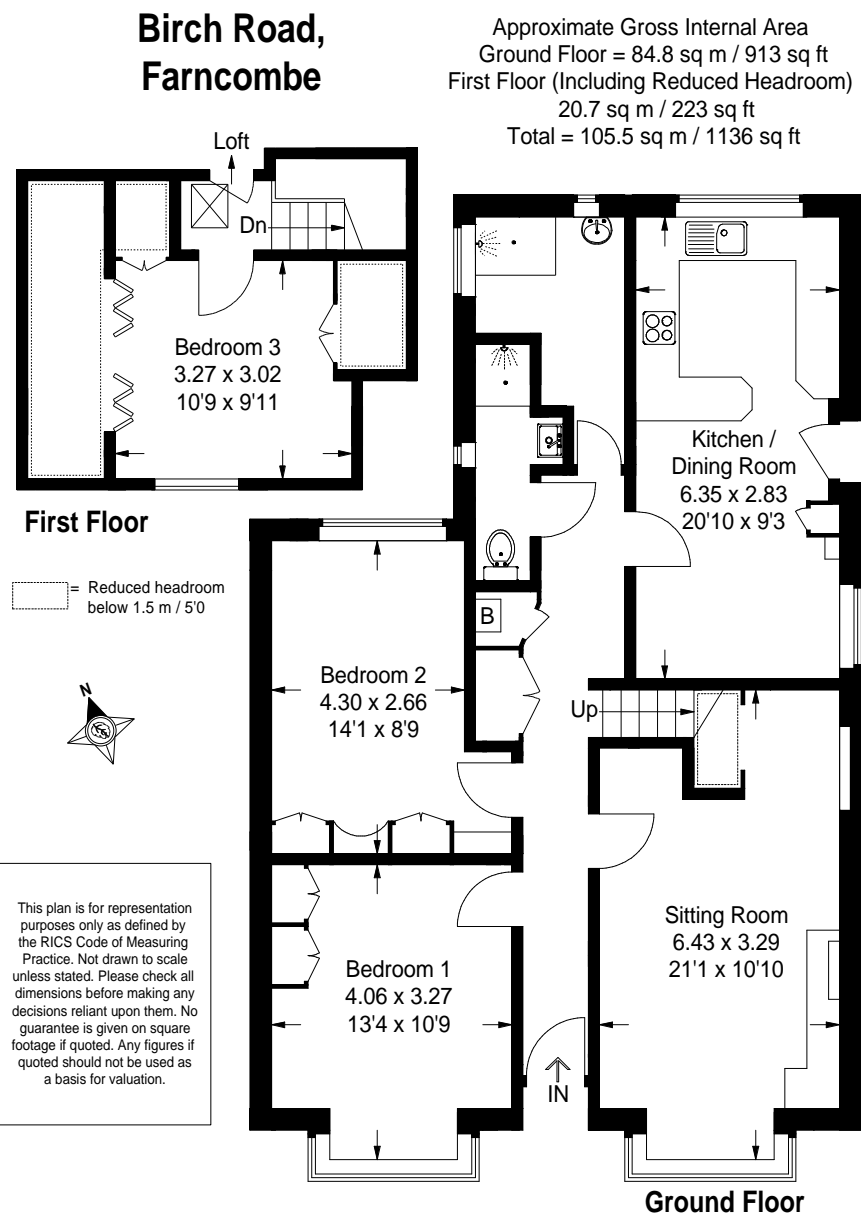 Birch Road,
Farncombe
Approximate Gross Internal Area
Ground Floor = 84.8 sq m / 913 sq ft
First Floor (Including Reduced Headroom)
20.7 sq m / 223 sq ft
Total = 105.5 sq m / 1136 sq ft
Loft
Dn
Bedroom 3
3.27 x 3.02
10'9 x 9'11
First Floor
= Reduced headroom
below 1.5 m / 5'0
N
Kitchen /
Dining Room
6.35 x 2.83
20'10 x 9'3
B
Bedroom 2
4.30 x 2.66
14'1 x 8'9
Up
Sitting Room
6.43 x 3.29
21'1 x 10'10
Bedroom 1
4.06 x 3.27
13'4 x 10'9
IN
This plan is for representation
purposes only as defined by
the RICS Code of Measuring
Practice. Not drawn to scale
unless stated. Please check all
dimensions before making any
decisions reliant upon them. No
guarantee is given on square
footage if quoted. Any figures if
quoted should not be used as
a basis for valuation.
Ground Floor